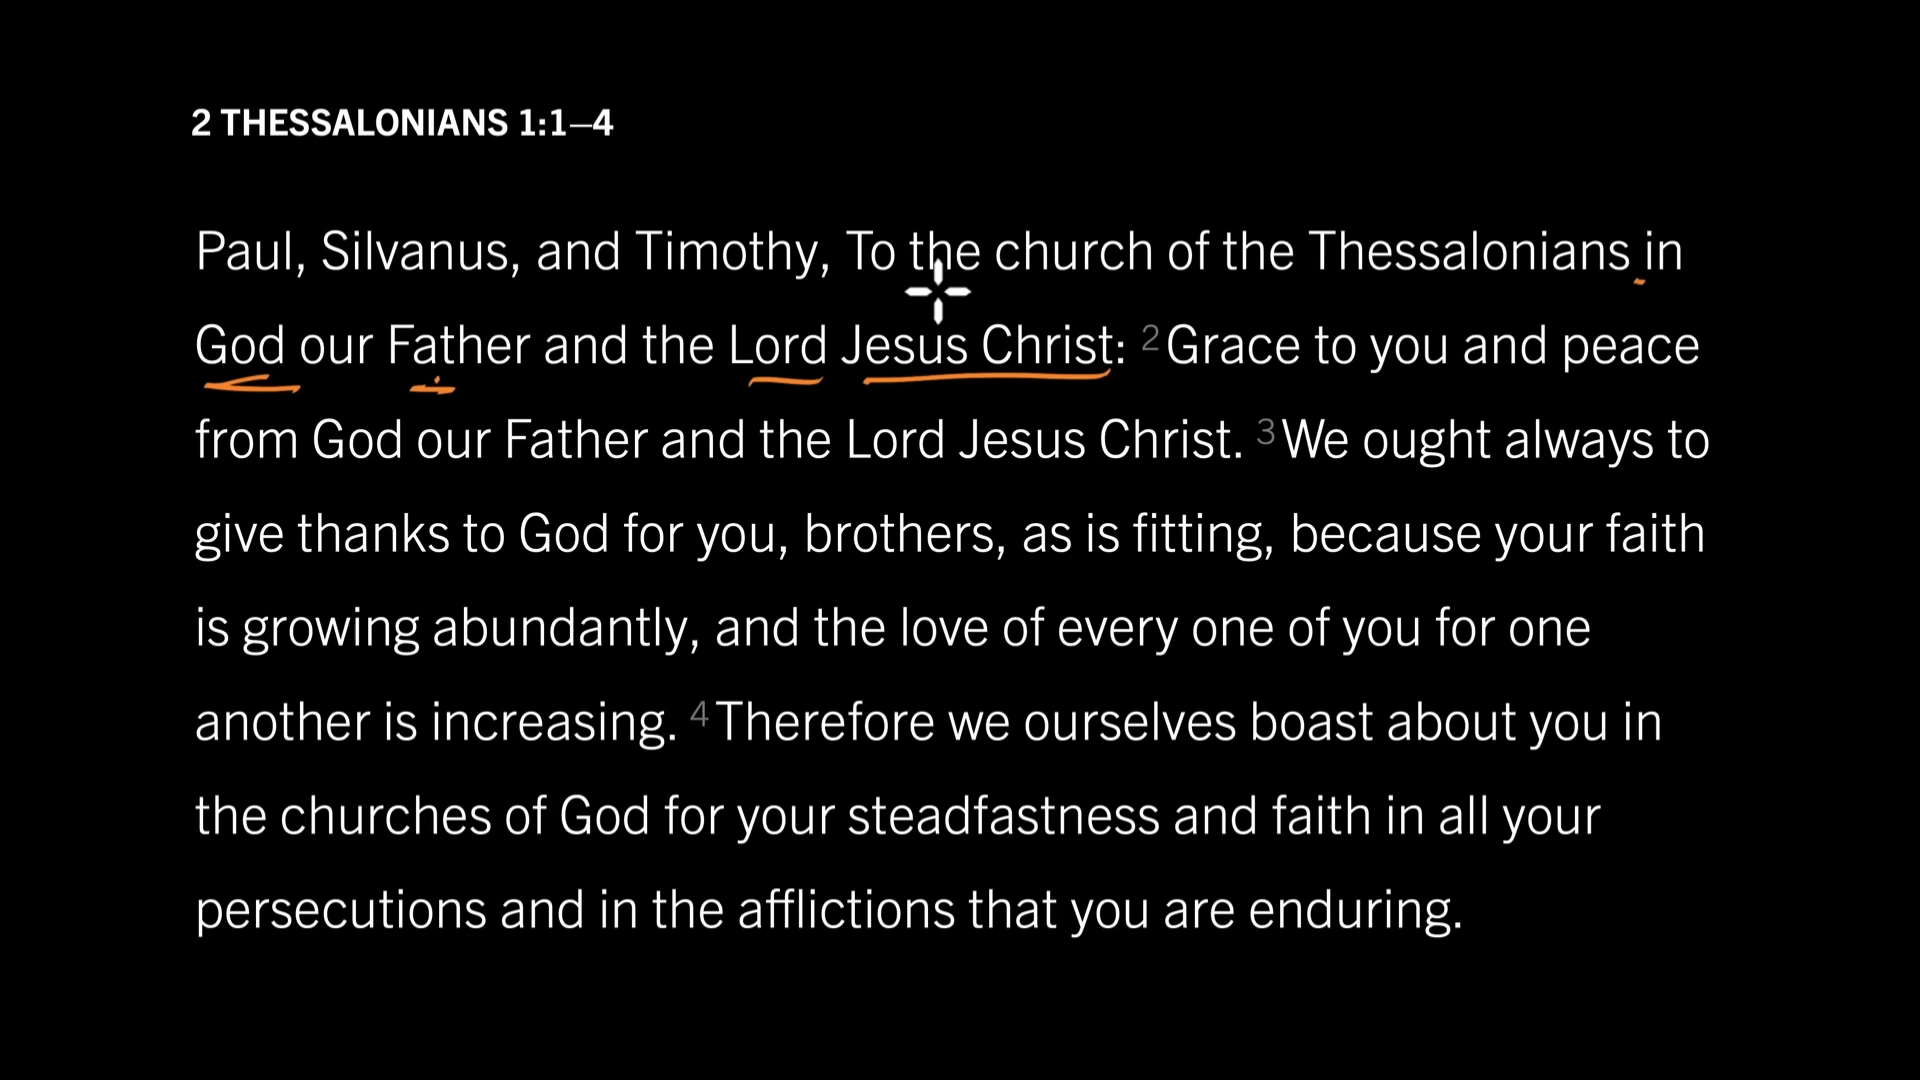 2 THESSALONIANS 1:1–4
Paul, Silvanus, and Timothy, To the church of the Thessalonians in
God our Father and the Lord Jesus Christ: 2 Grace to you and peace
from God our Father and the Lord Jesus Christ. 3 We ought always to
give thanks to God for you, brothers, as is fitting, because your faith
is growing abundantly, and the love of every one of you for one
another is increasing. 4 Therefore we ourselves boast about you in
the churches of God for your steadfastness and faith in all your
persecutions and in the afflictions that you are enduring.